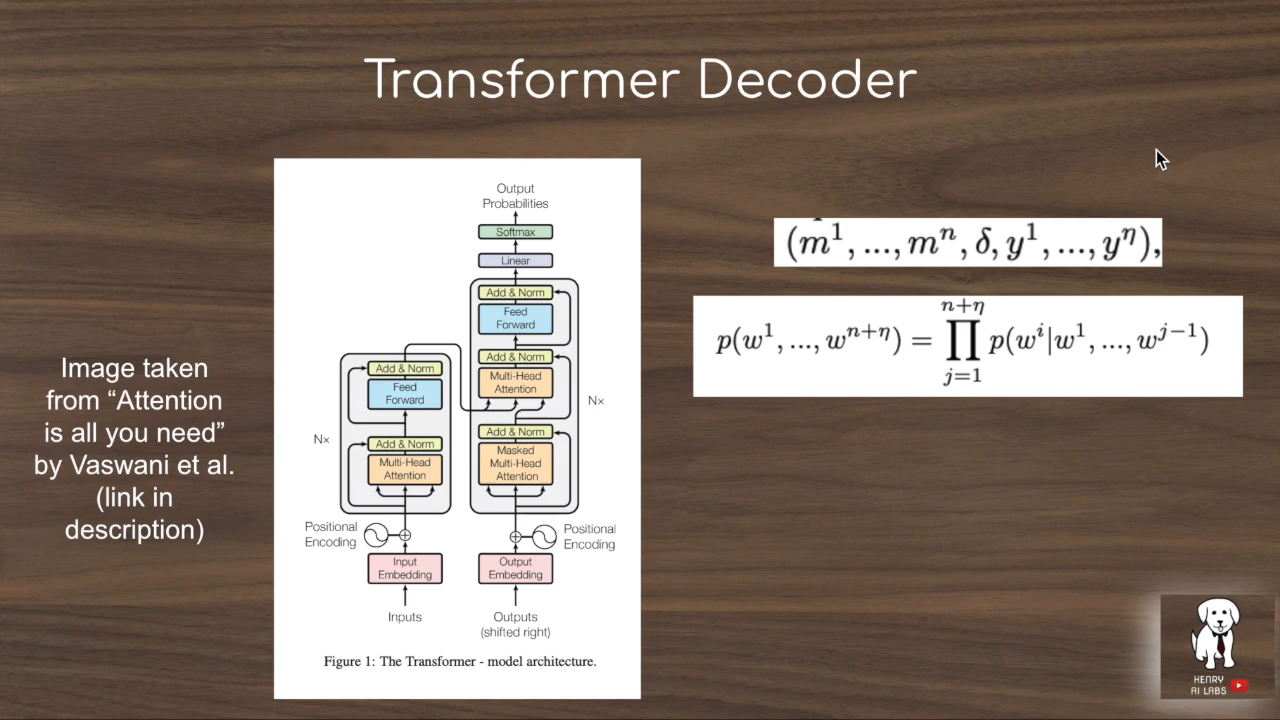 Transformer Decoder
Image taken
from “Attention
is all you need”
by Vaswani et al.
(link in
description)
Output
Probabilities
Softmax
Linear
Add & Norm
Feed
Forward
Add & Norm
Multi-Head
Attention
Nx
Add & Norm
Masked
Multi-Head
Attention
Add & Norm
Feed
Forward
Nx
Add & Norm
Multi-Head
Attention
Positional
Encoding
Positional
Encoding
Input
Embedding
Output
Embedding
Inputs
Outputs
(shifted right)
Figure 1: The Transformer - model architecture.
(m¹, ..., mⁿ, δ, y¹, ..., y^η),
p(w¹, ..., w^{n+η}) = ∏_{j=1}^{n+η} p(wⁱ|w¹, ..., w^{j−1})
HENRY
AI LABS